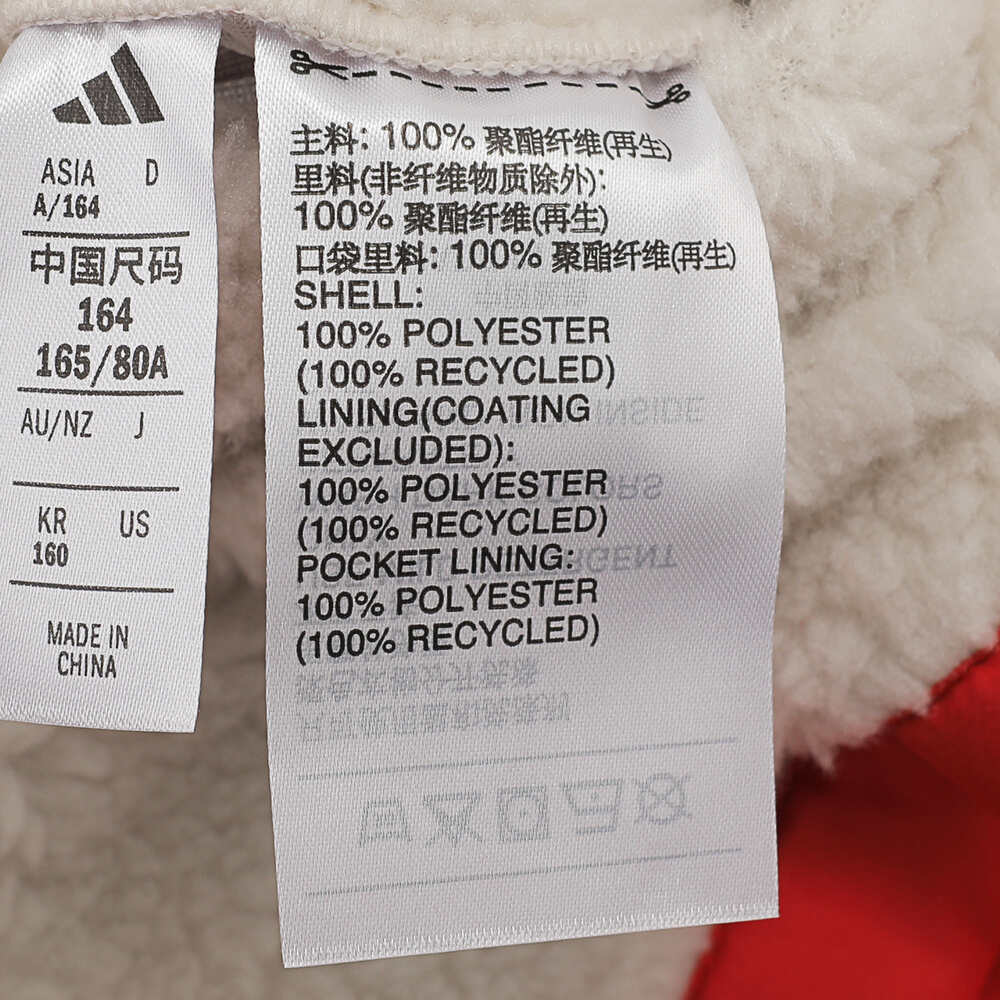 ASIA D
A/164
中国尺码
164
165/80A
AU/NZ J
KR US
160
MADE IN
CHINA
主料: 100% 聚酯纤维(再生)
里料(非纤维物质除外):
100% 聚酯纤维(再生)
口袋里料: 100% 聚酯纤维(再生)
SHELL:
100% POLYESTER
(100% RECYCLED)
LINING(COATING
EXCLUDED):
100% POLYESTER
(100% RECYCLED)
POCKET LINING:
100% POLYESTER
(100% RECYCLED)